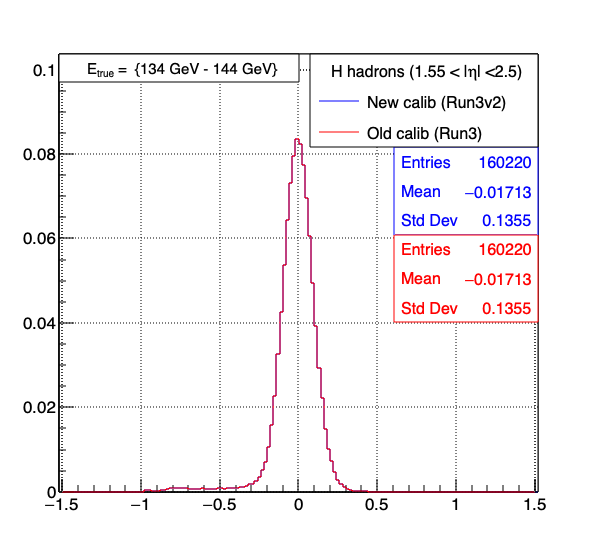 E_true = {134 GeV - 144 GeV}
H hadrons (1.55 < |η| <2.5)
New calib (Run3v2)
Old calib (Run3)
Entries 160220
Mean −0.01713
Std Dev 0.1355
Entries 160220
Mean −0.01713
Std Dev 0.1355
0.1
0.08
0.06
0.04
0.02
0
−1.5 −1 −0.5 0 0.5 1 1.5